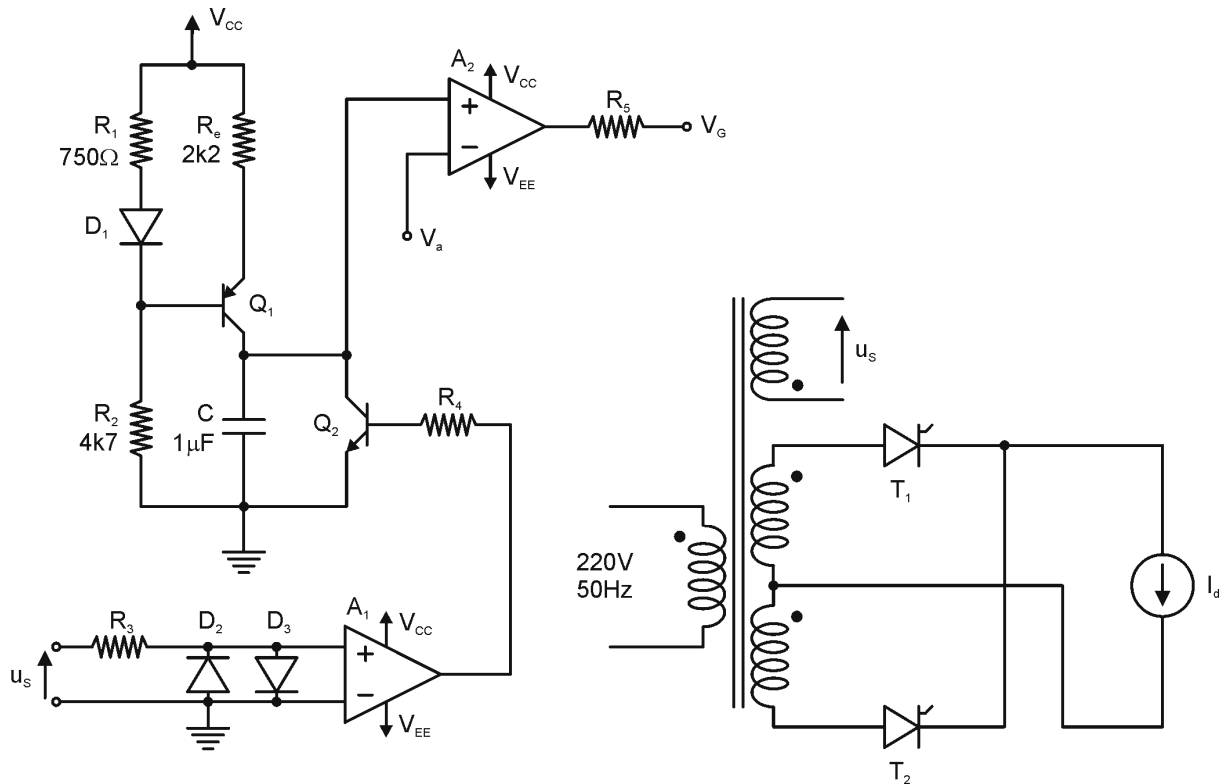 V_CC
R_1
750Ω
R_e
2k2
D_1
Q_1
R_2
4k7
C
1μF
Q_2
R_4
A_2
V_CC
+
−
V_EE
R_5
V_G
V_a
u_S
R_3
D_2
D_3
A_1
V_CC
+
−
V_EE
u_S
T_1
220V
50Hz
I_d
T_2